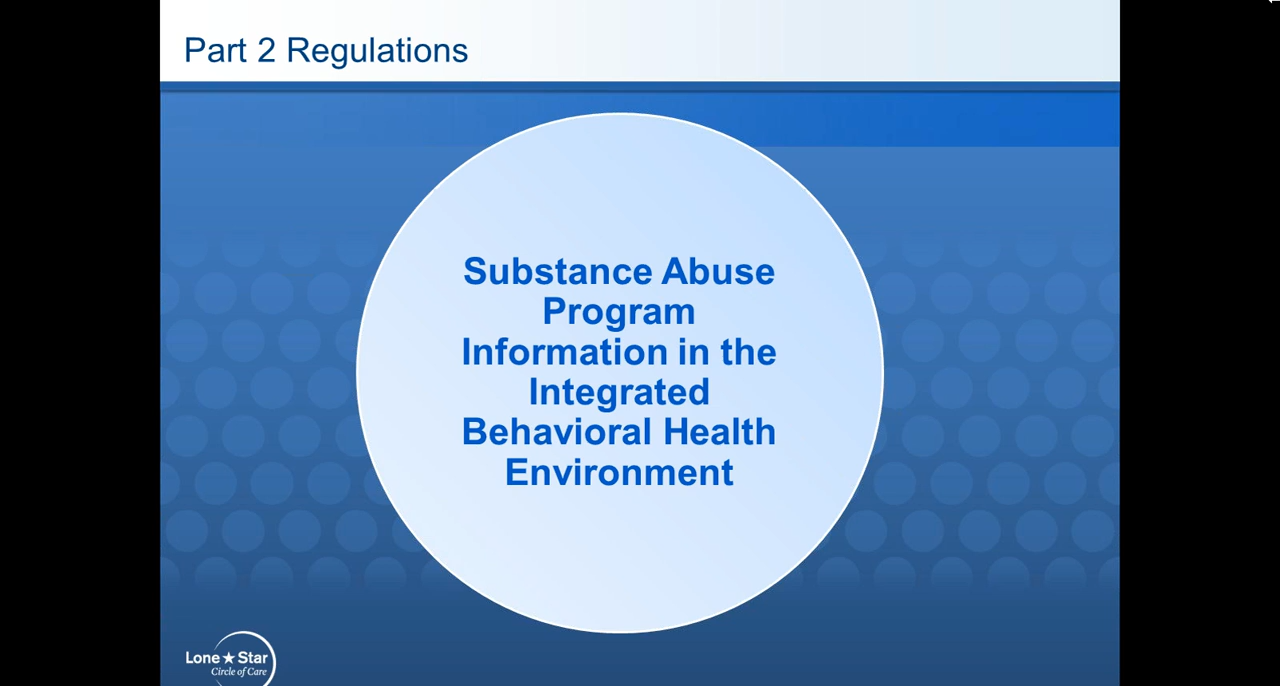 Part 2 Regulations
Substance Abuse
Program
Information in the
Integrated
Behavioral Health
Environment
Lone★Star
Circle of Care